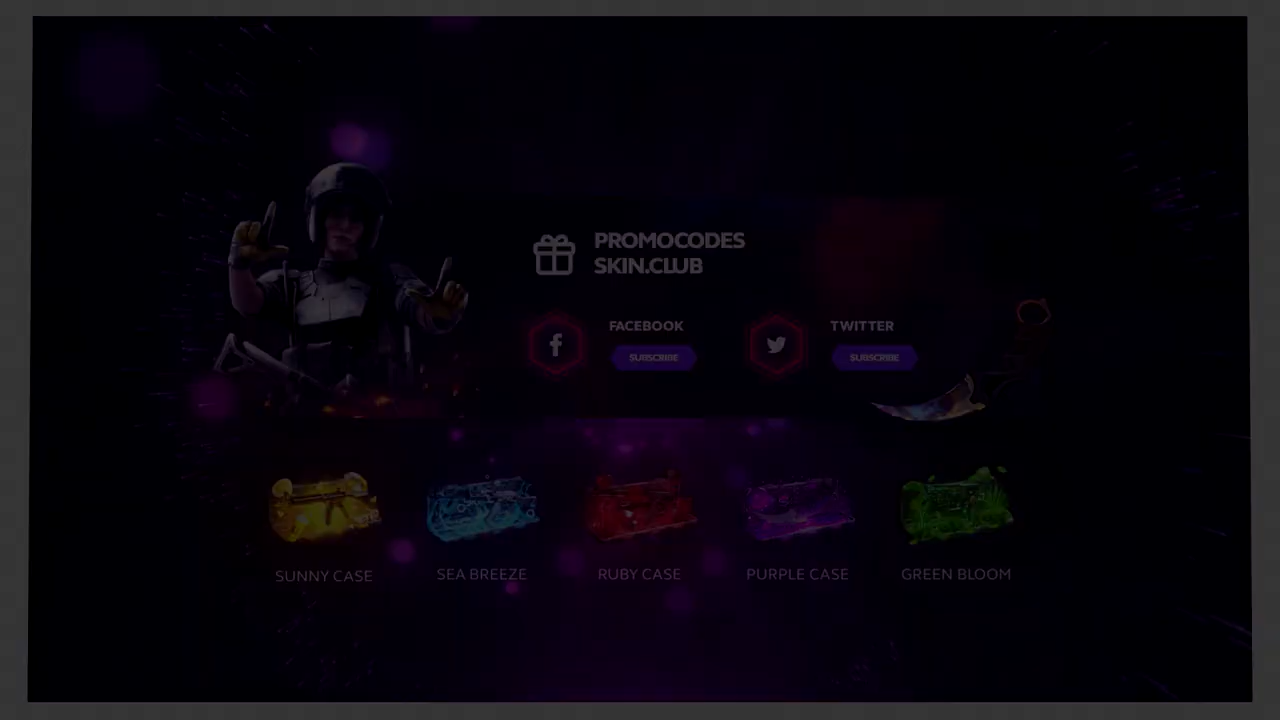 PROMOCODES
SKIN.CLUB
FACEBOOK
TWITTER
SUBSCRIBE
SUBSCRIBE
SUNNY CASE
SEA BREEZE
RUBY CASE
PURPLE CASE
GREEN BLOOM